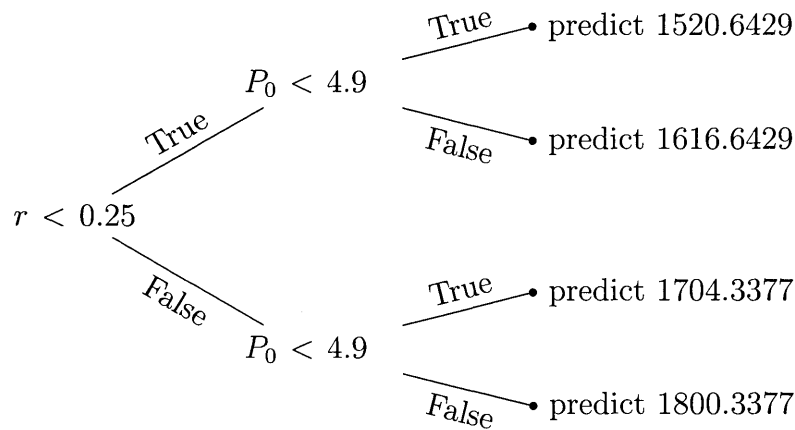 True
predict 1520.6429
P₀ < 4.9
True
False
predict 1616.6429
r < 0.25
False
True
predict 1704.3377
P₀ < 4.9
False
predict 1800.3377